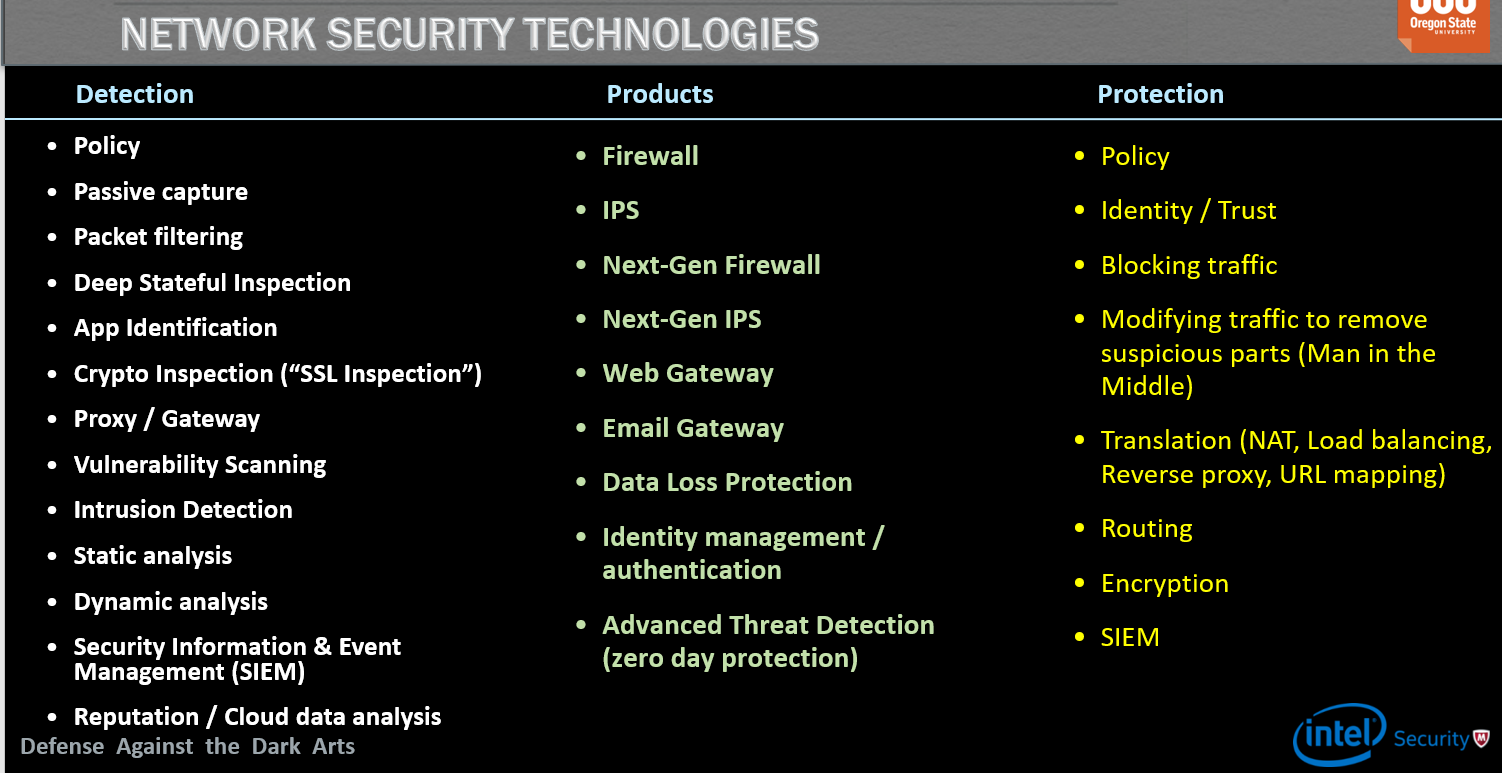 NETWORK SECURITY TECHNOLOGIES
Oregon State
UNIVERSITY
Detection
• Policy
• Passive capture
• Packet filtering
• Deep Stateful Inspection
• App Identification
• Crypto Inspection (“SSL Inspection”)
• Proxy / Gateway
• Vulnerability Scanning
• Intrusion Detection
• Static analysis
• Dynamic analysis
• Security Information & Event
Management (SIEM)
• Reputation / Cloud data analysis
Products
• Firewall
• IPS
• Next-Gen Firewall
• Next-Gen IPS
• Web Gateway
• Email Gateway
• Data Loss Protection
• Identity management /
authentication
• Advanced Threat Detection
(zero day protection)
Protection
• Policy
• Identity / Trust
• Blocking traffic
• Modifying traffic to remove
suspicious parts (Man in the
Middle)
• Translation (NAT, Load balancing,
Reverse proxy, URL mapping)
• Routing
• Encryption
• SIEM
Defense Against the Dark Arts
intel Security